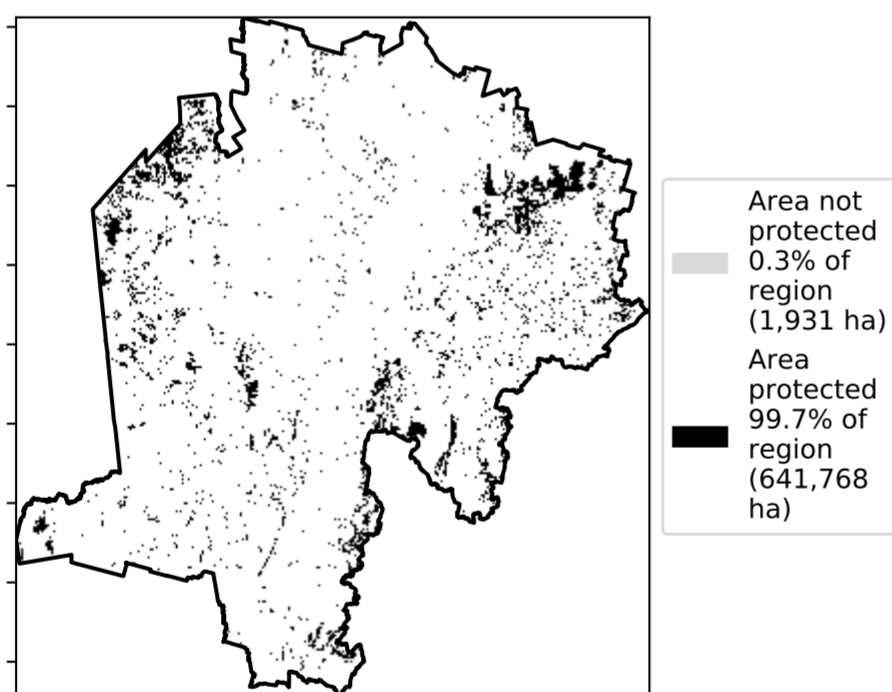 Area not
protected
0.3% of
region
(1,931 ha)
Area
protected
99.7% of
region
(641,768
ha)